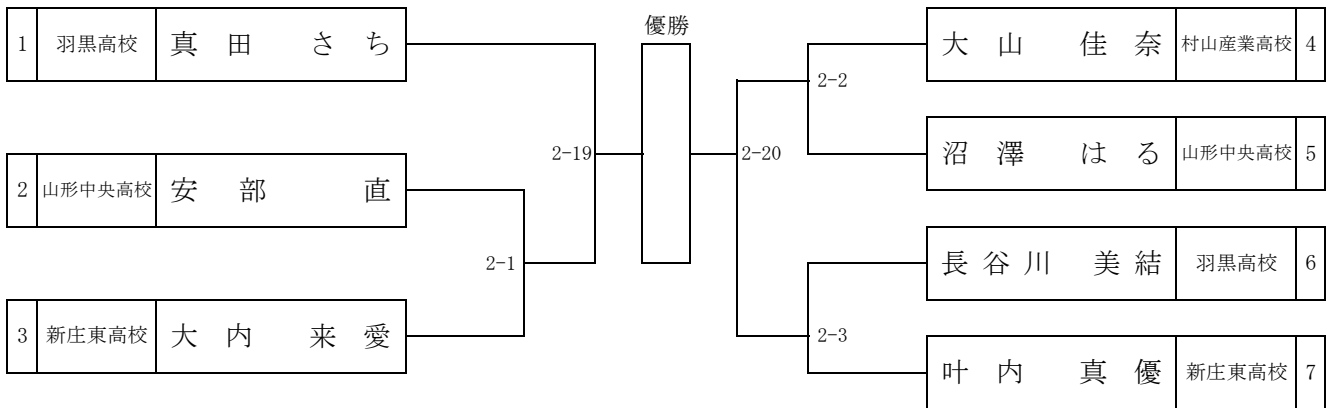 優勝
1 羽黒高校 真田 さち
2-19
2 山形中央高校 安部 直
2-1
3 新庄東高校 大内 来愛
大山 佳奈 村山産業高校 4
2-2
2-20
沼澤 はる 山形中央高校 5
長谷川 美結 羽黒高校 6
2-3
叶内 真優 新庄東高校 7